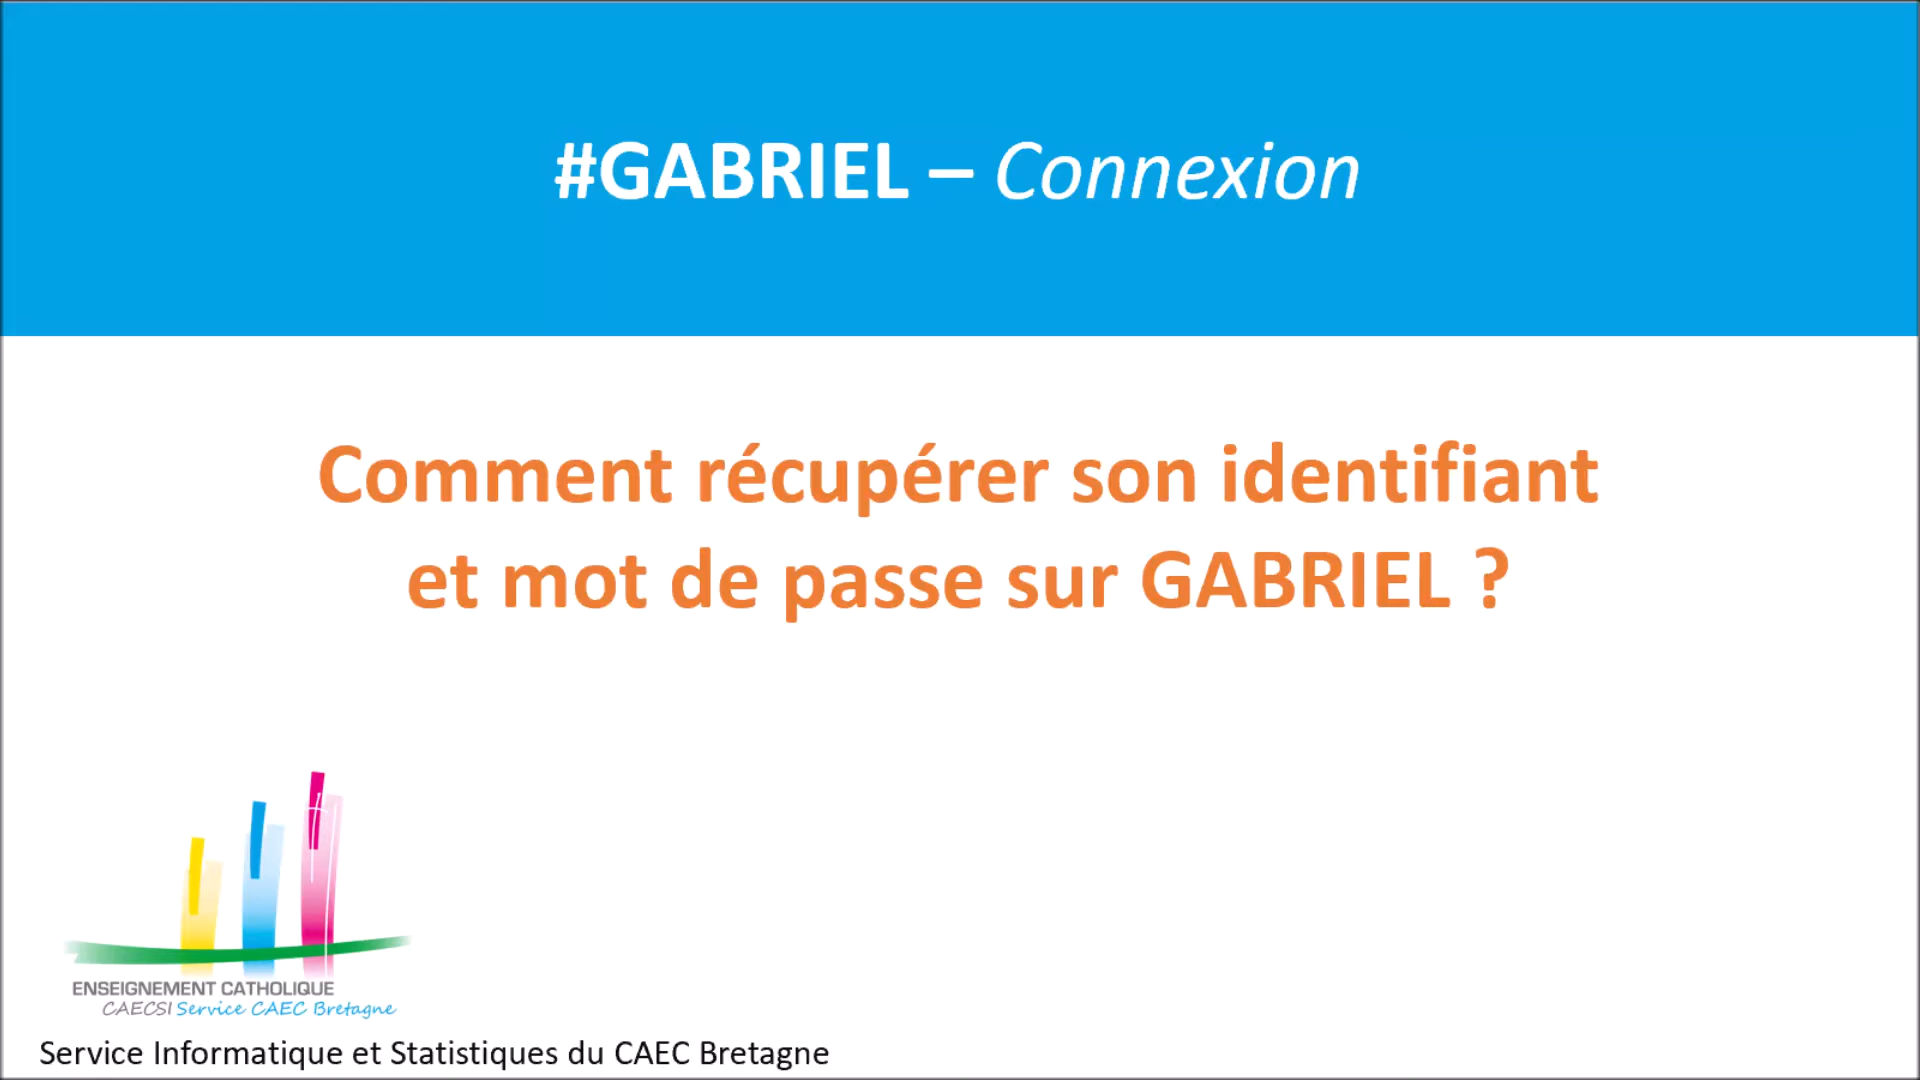 #GABRIEL – Connexion
Comment récupérer son identifiant
et mot de passe sur GABRIEL ?
ENSEIGNEMENT CATHOLIQUE
CAECSI Service CAEC Bretagne
Service Informatique et Statistiques du CAEC Bretagne